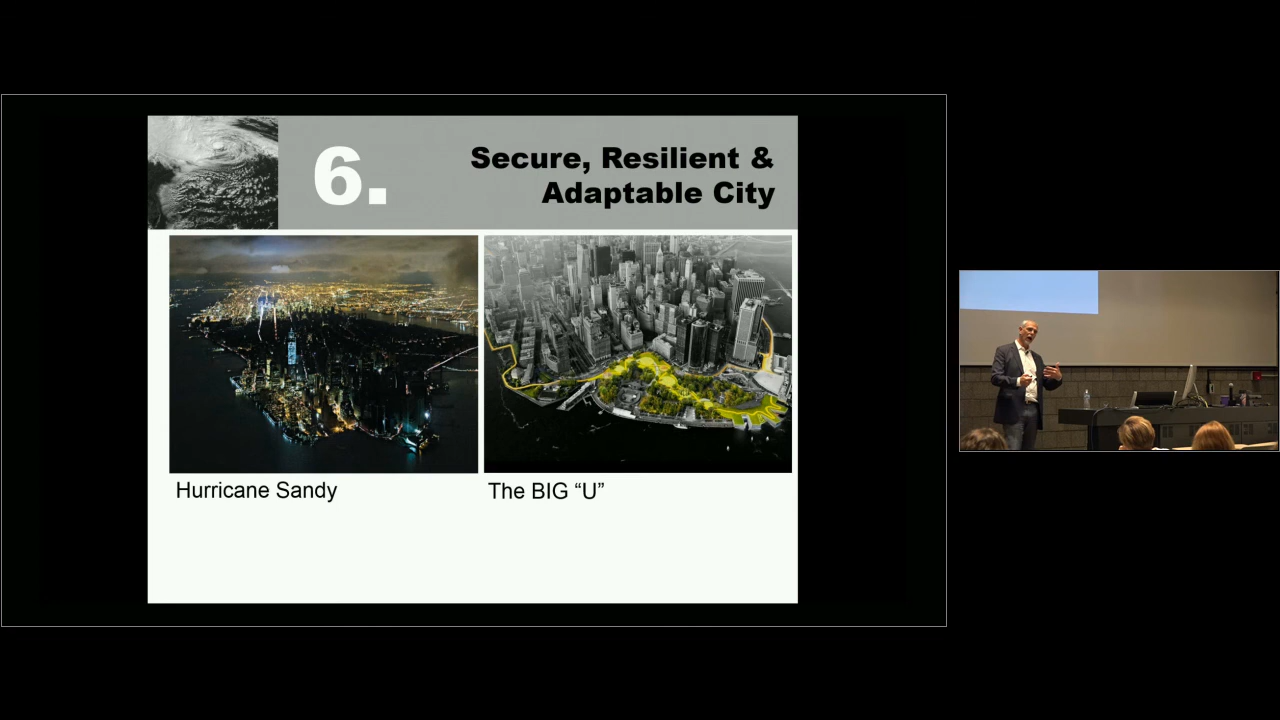 6.
Secure, Resilient &
Adaptable City
Hurricane Sandy
The BIG “U”